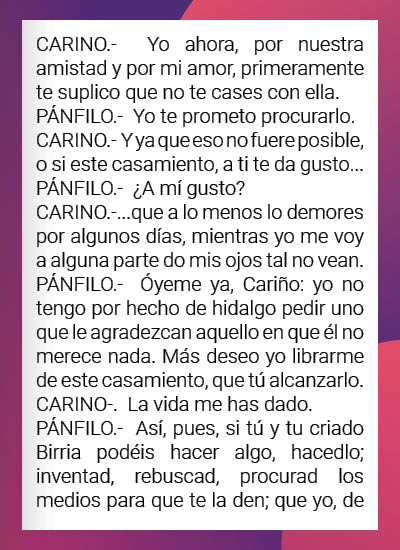 CARINO.- Yo ahora, por nuestra
amistad y por mi amor, primeramente
te suplico que no te cases con ella.
PÁNFILO.- Yo te prometo procurarlo.
CARINO.- Y ya que eso no fuere posible,
o si este casamiento, a ti te da gusto...
PÁNFILO.- ¿A mí gusto?
CARINO.-...que a lo menos lo demores
por algunos días, mientras yo me voy
a alguna parte do mis ojos tal no vean.
PÁNFILO.- Óyeme ya, Cariño: yo no
tengo por hecho de hidalgo pedir uno
que le agradezcan aquello en que él no
merece nada. Más deseo yo librarme
de este casamiento, que tú alcanzarlo.
CARINO-. La vida me has dado.
PÁNFILO.- Así, pues, si tú y tu criado
Birria podéis hacer algo, hacedlo;
inventad, rebuscad, procurad los
medios para que te la den; que yo, de